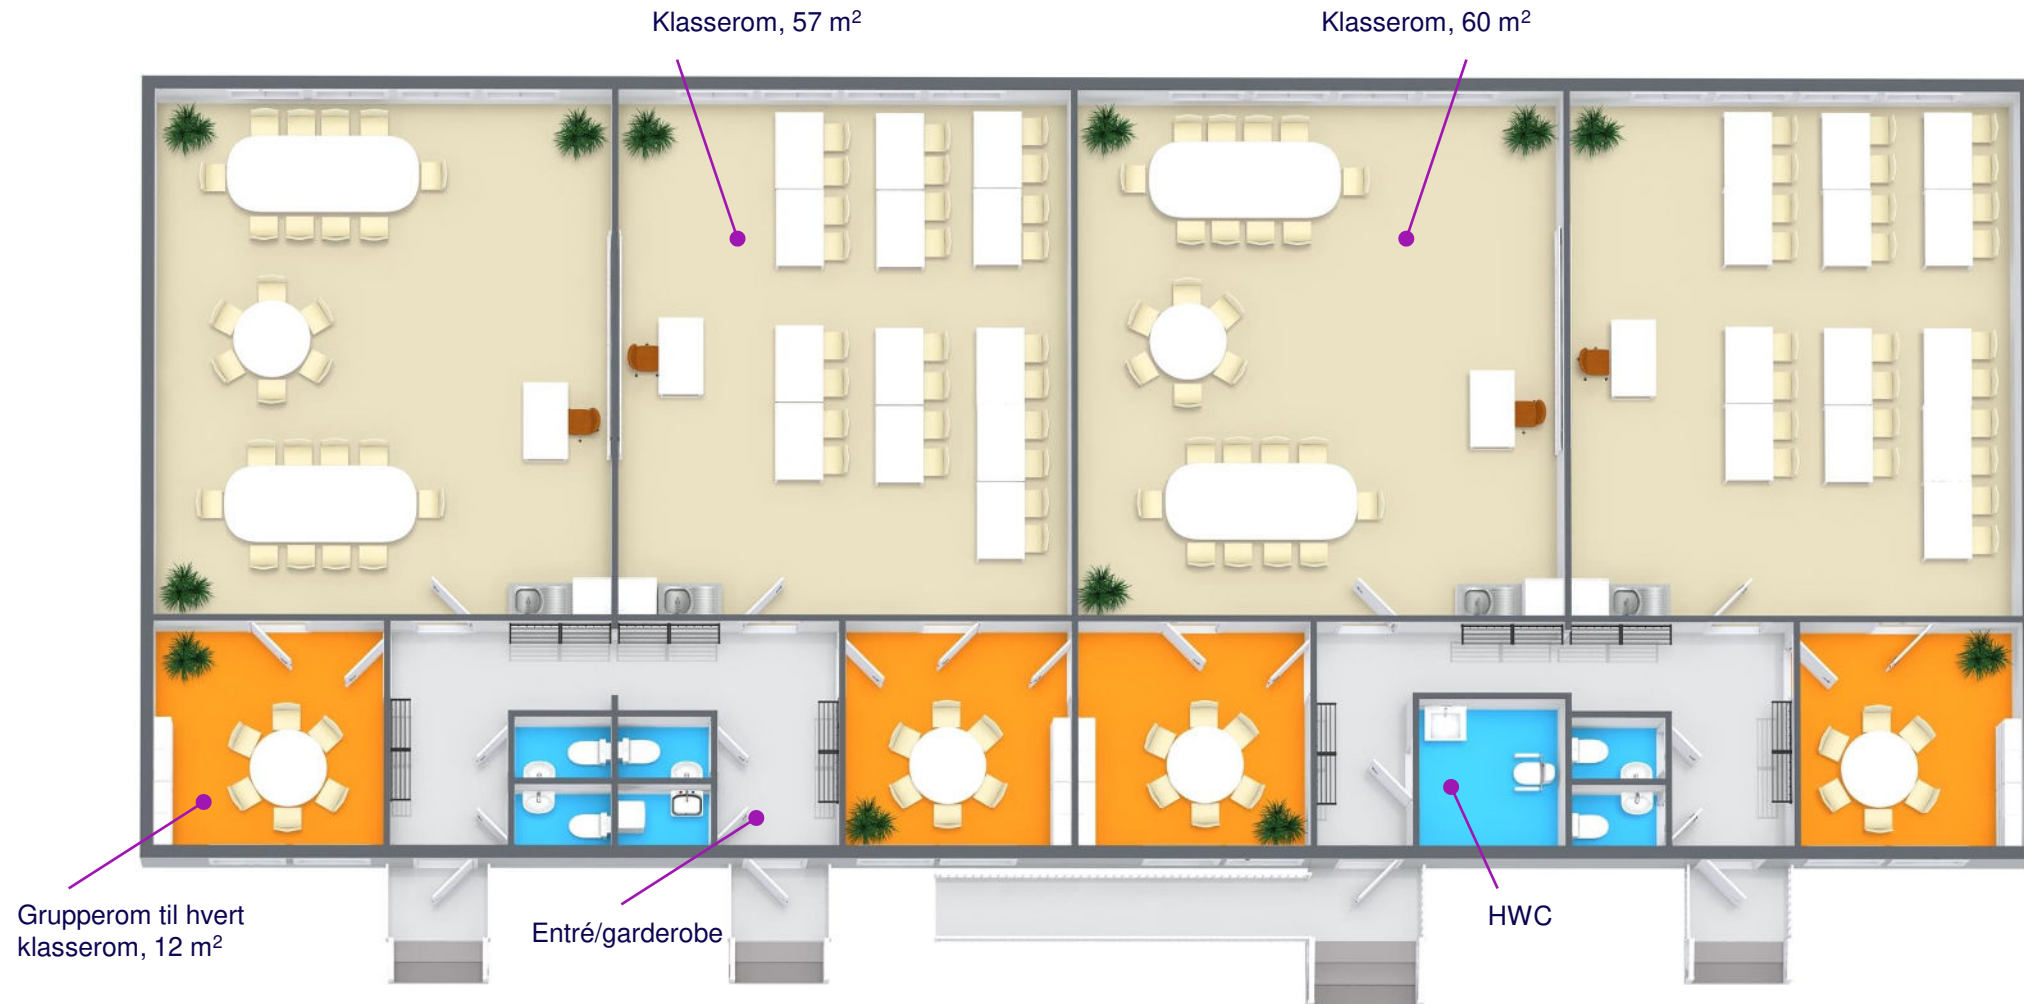 Klasserom, 57 m²
Klasserom, 60 m²
Grupperom til hvert
klasserom, 12 m²
Entré/garderobe
HWC